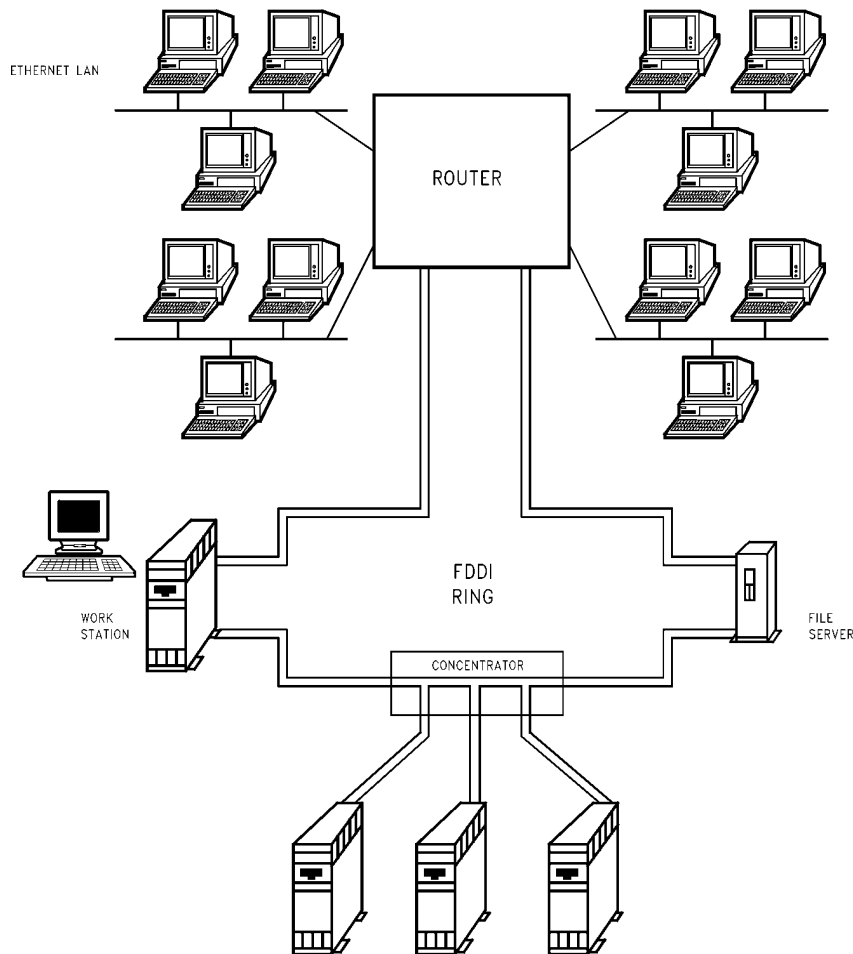 ETHERNET LAN
ROUTER
FDDI
RING
WORK
STATION
FILE
SERVER
CONCENTRATOR